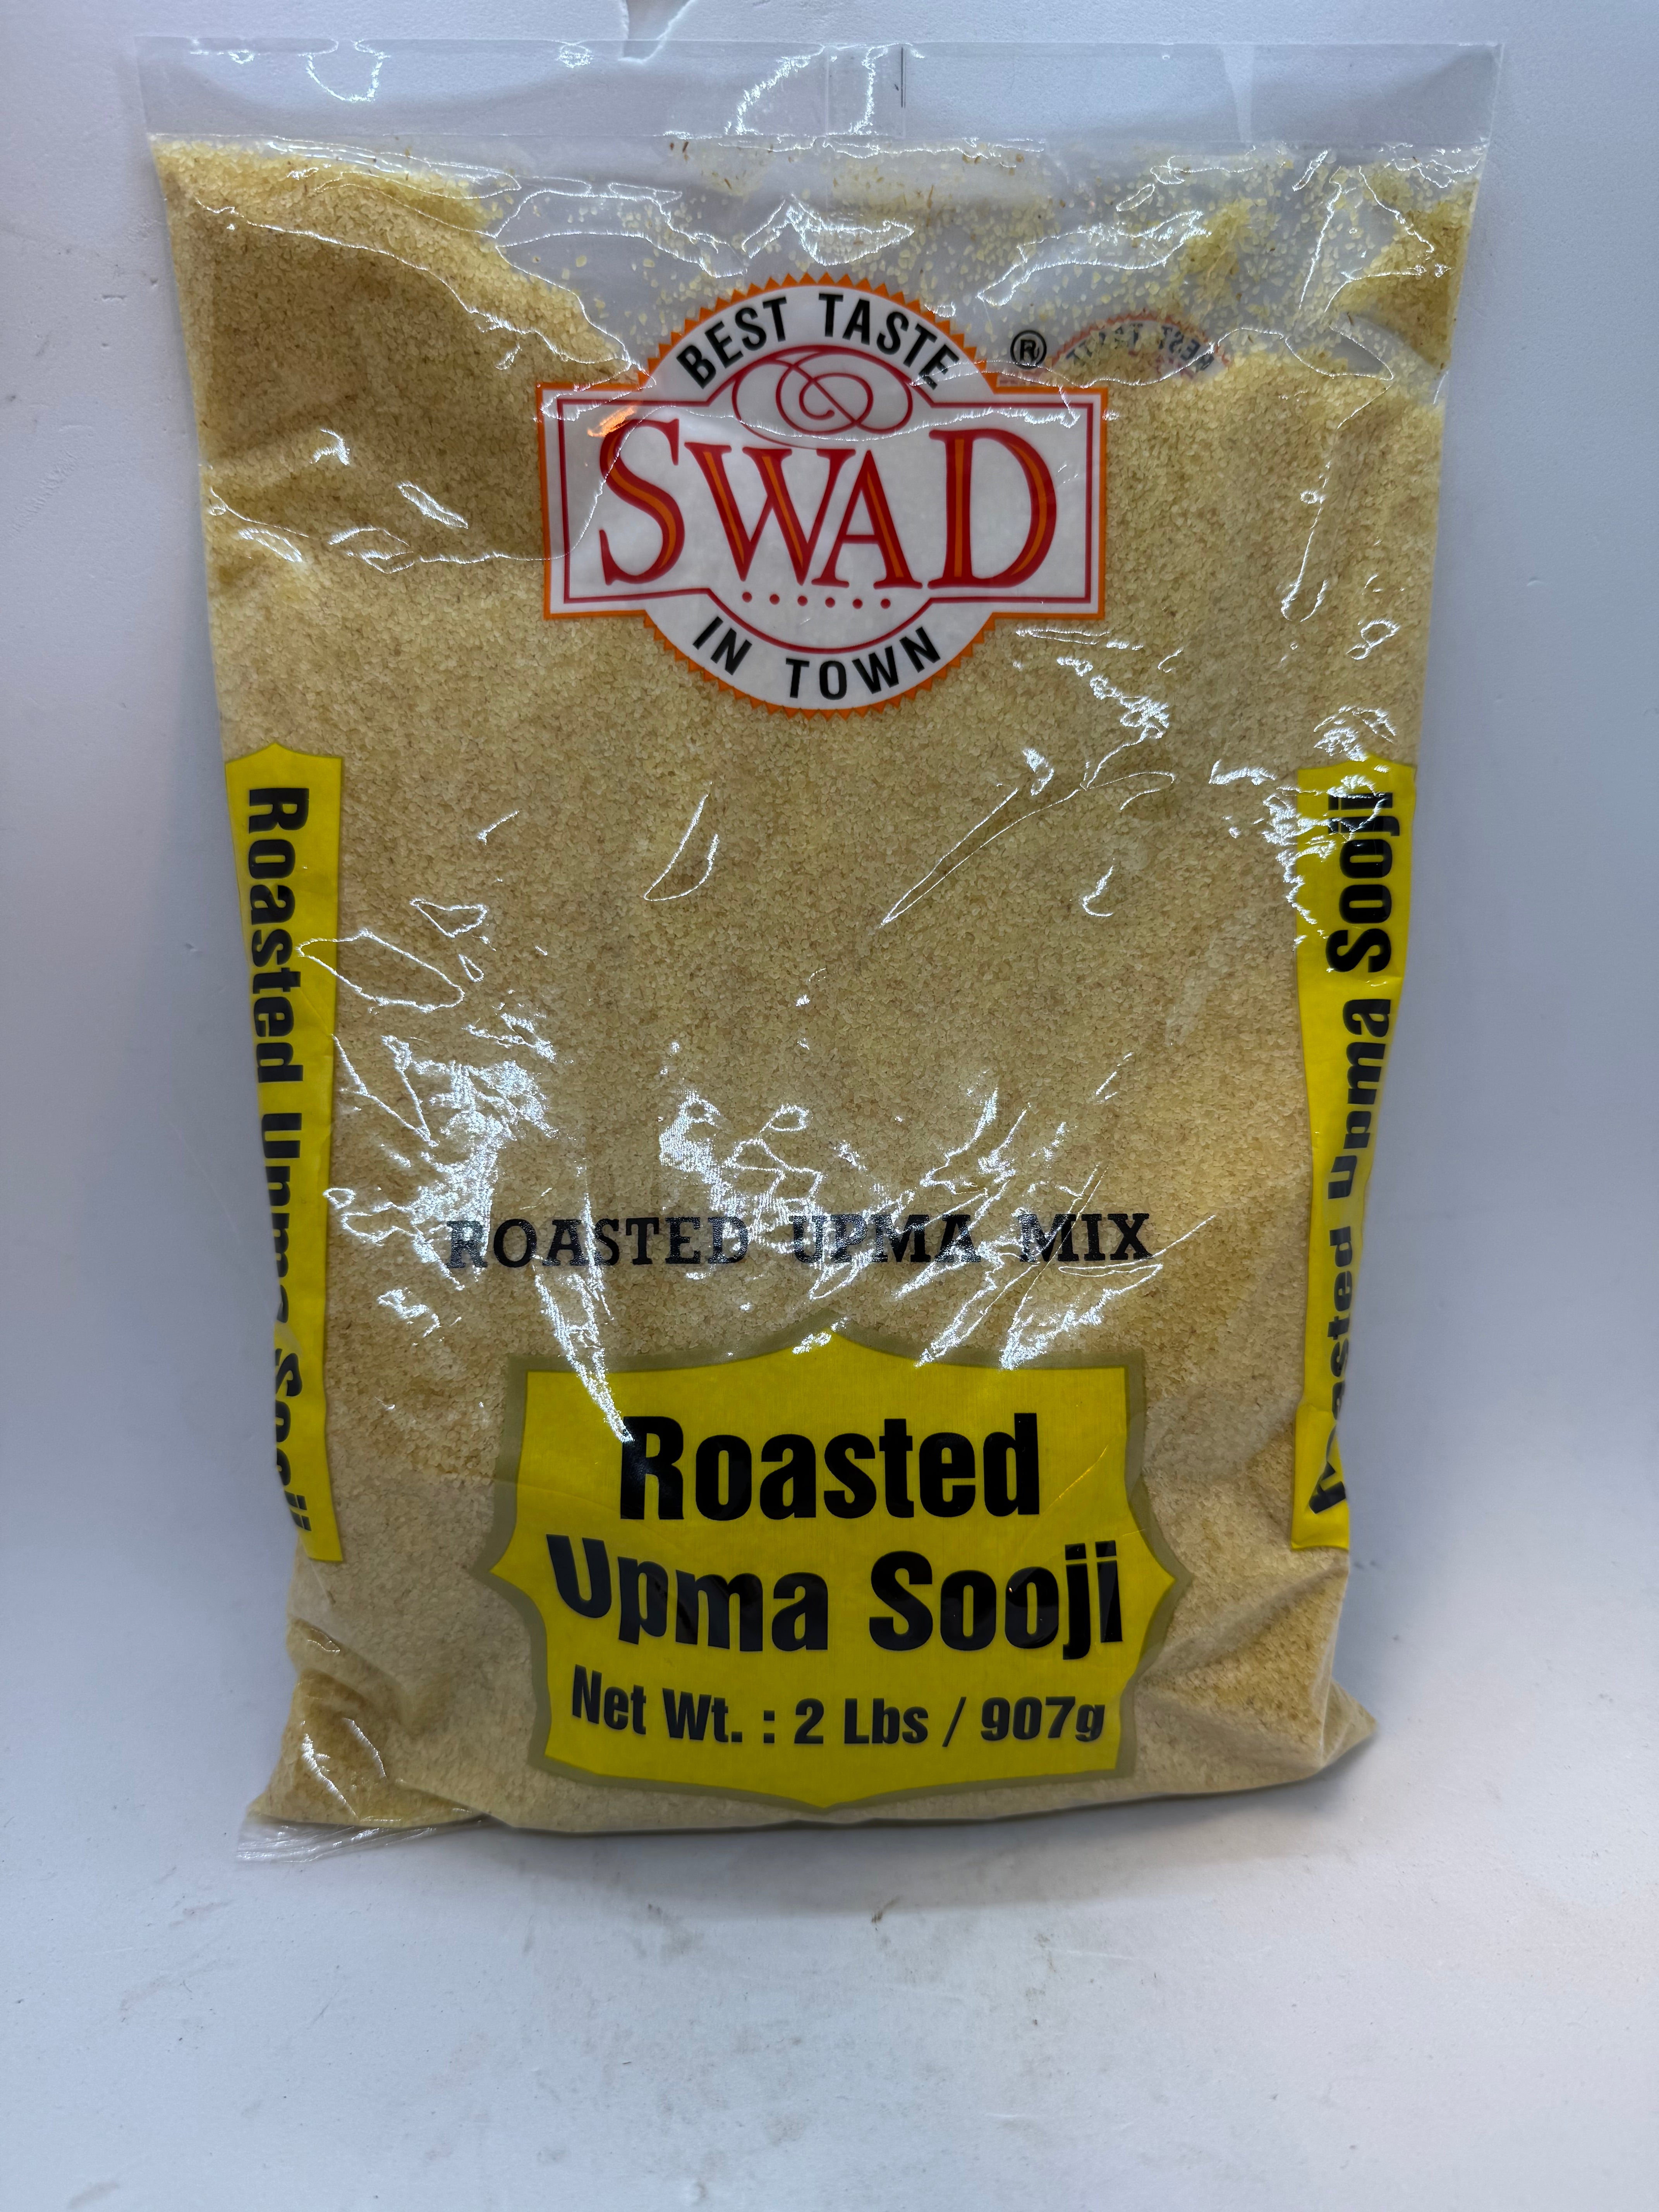 BEST TASTE
®
SWAD
IN TOWN
Roasted Upma Sooji
Roasted Upma Sooji
ROASTED UPMA MIX
Roasted
Upma Sooji
Net Wt. : 2 Lbs / 907g